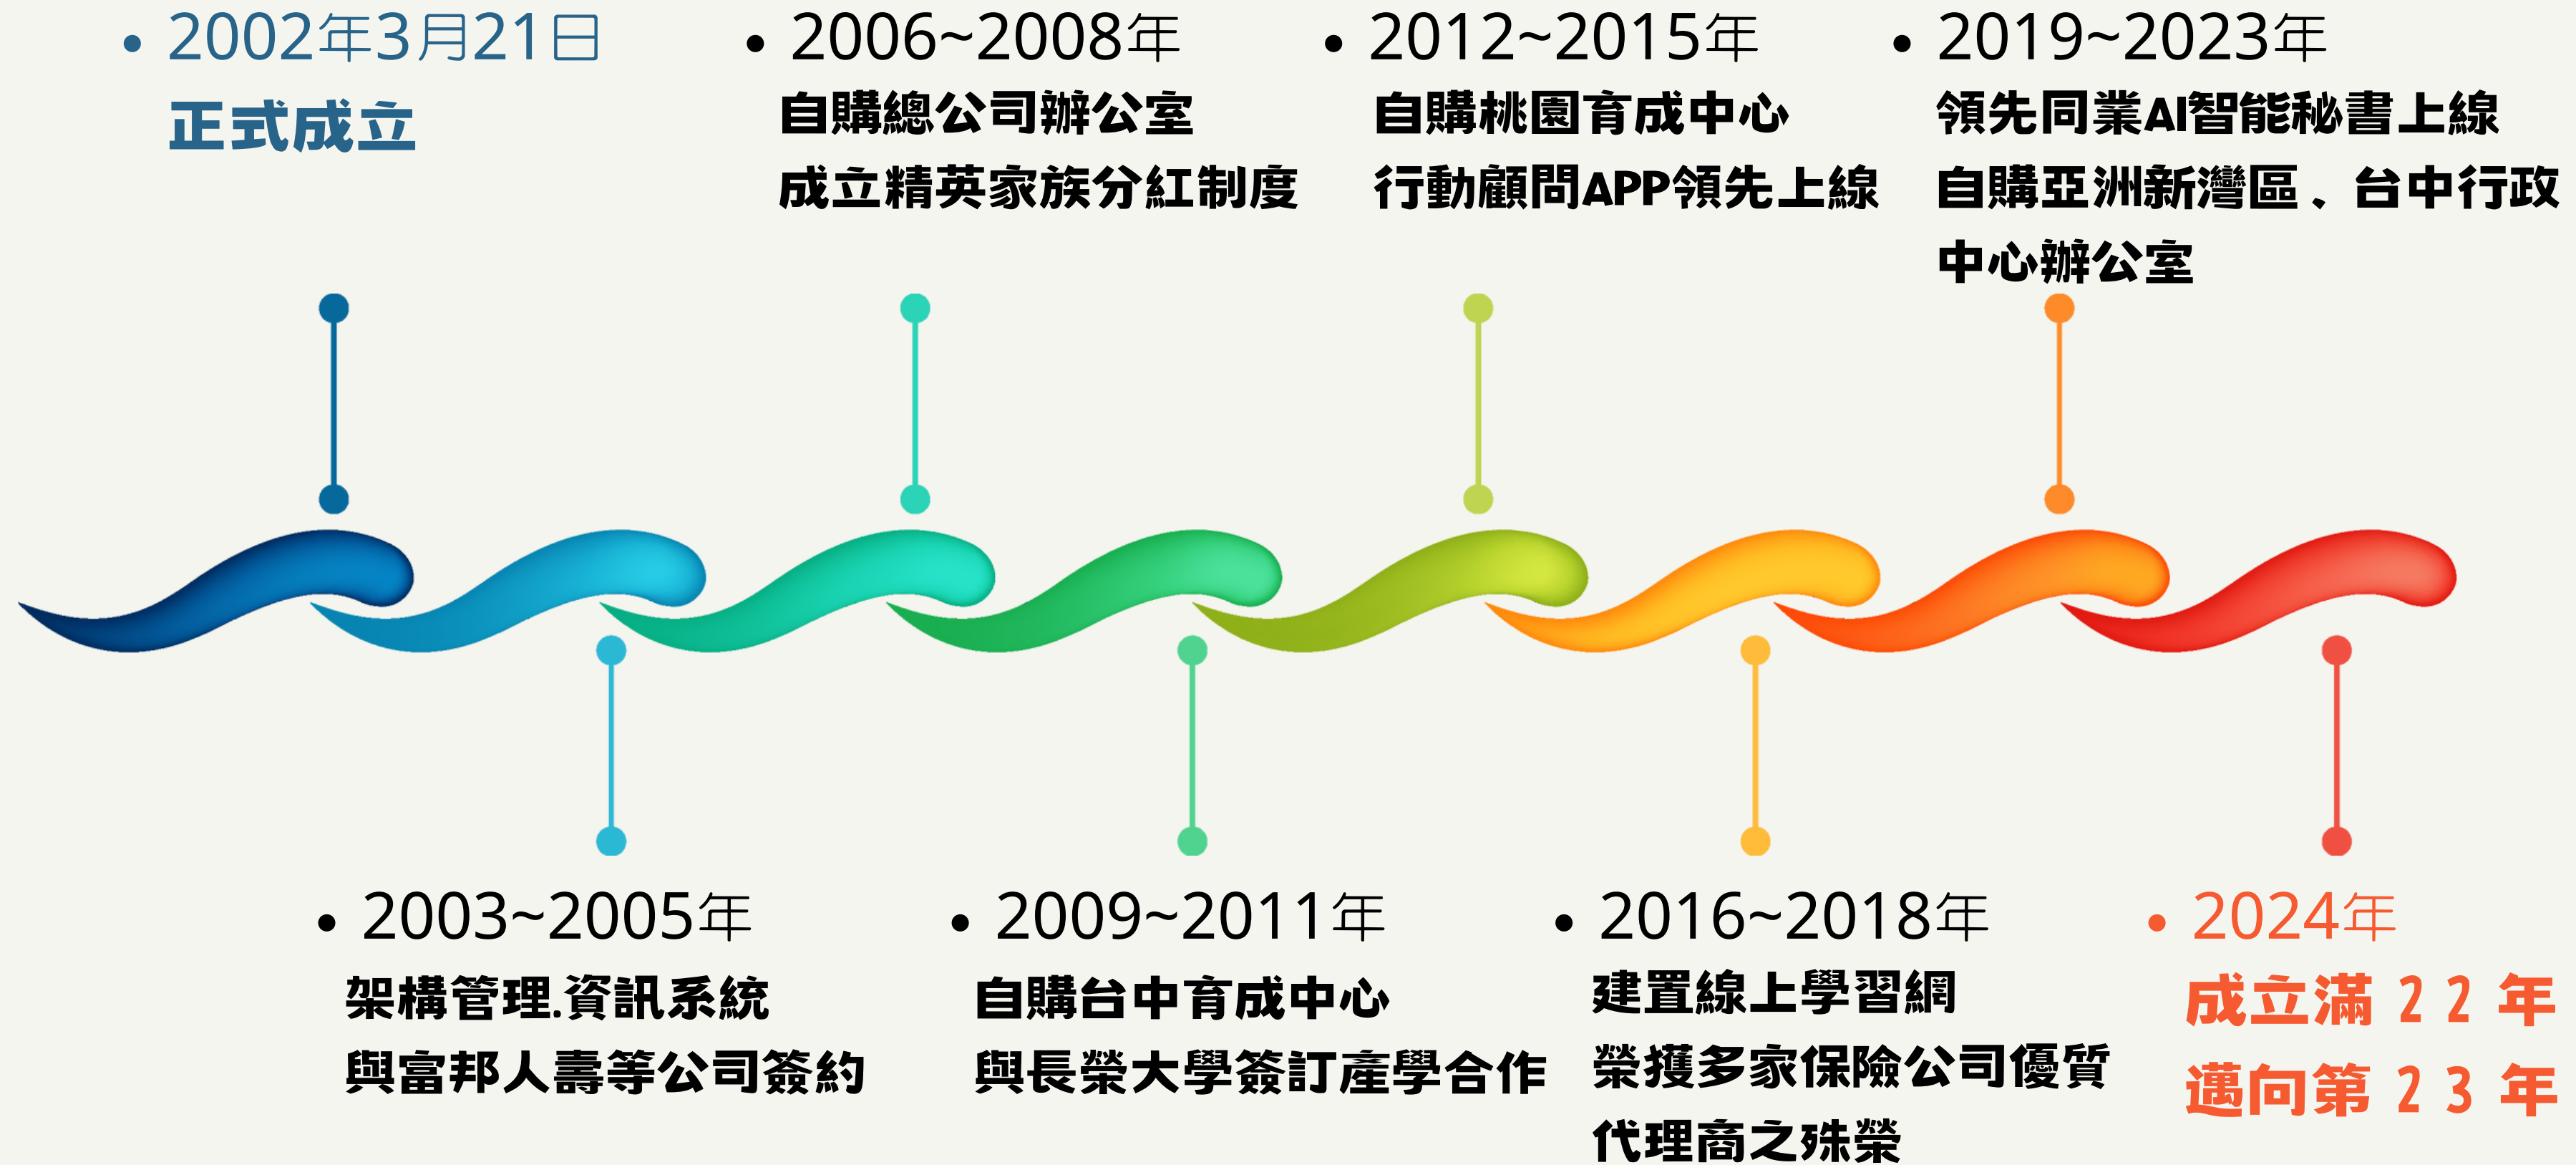 2002年3月21日
正式成立
2003~2005年
架構管理.資訊系統
與富邦人壽等公司簽約
2006~2008年
自購總公司辦公室
成立精英家族分紅制度
2009~2011年
自購台中育成中心
與長榮大學簽訂產學合作
2012~2015年
自購桃園育成中心
行動顧問APP領先上線
2016~2018年
建置線上學習網
榮獲多家保險公司優質
代理商之殊榮
2019~2023年
領先同業AI智能秘書上線
自購亞洲新灣區、台中行政
中心辦公室
2024年
成立滿 22 年
邁向第 23 年